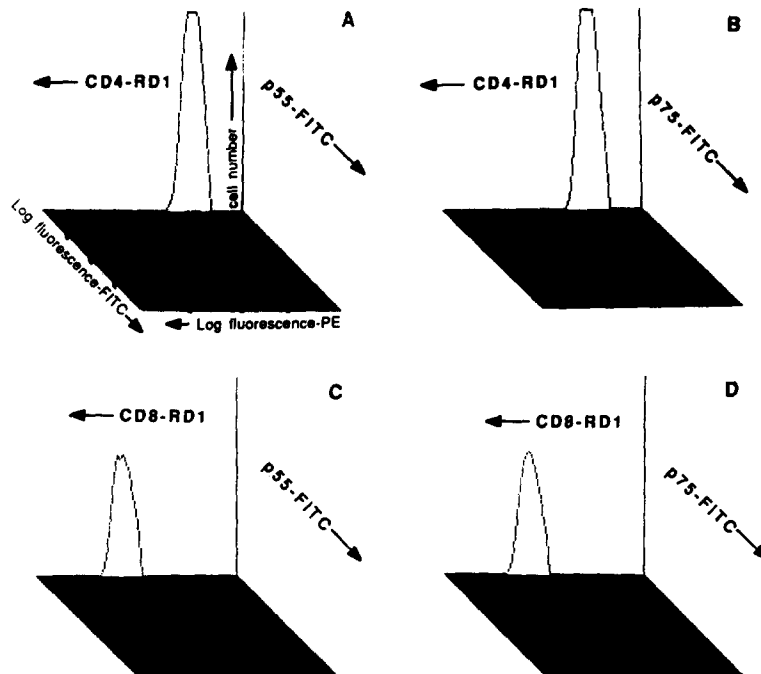 A
CD4-RD1
p55-FITC
cell number
Log fluorescence-FITC
Log fluorescence-PE
B
CD4-RD1
p75-FITC
C
CD8-RD1
p55-FITC
D
CD8-RD1
p75-FITC